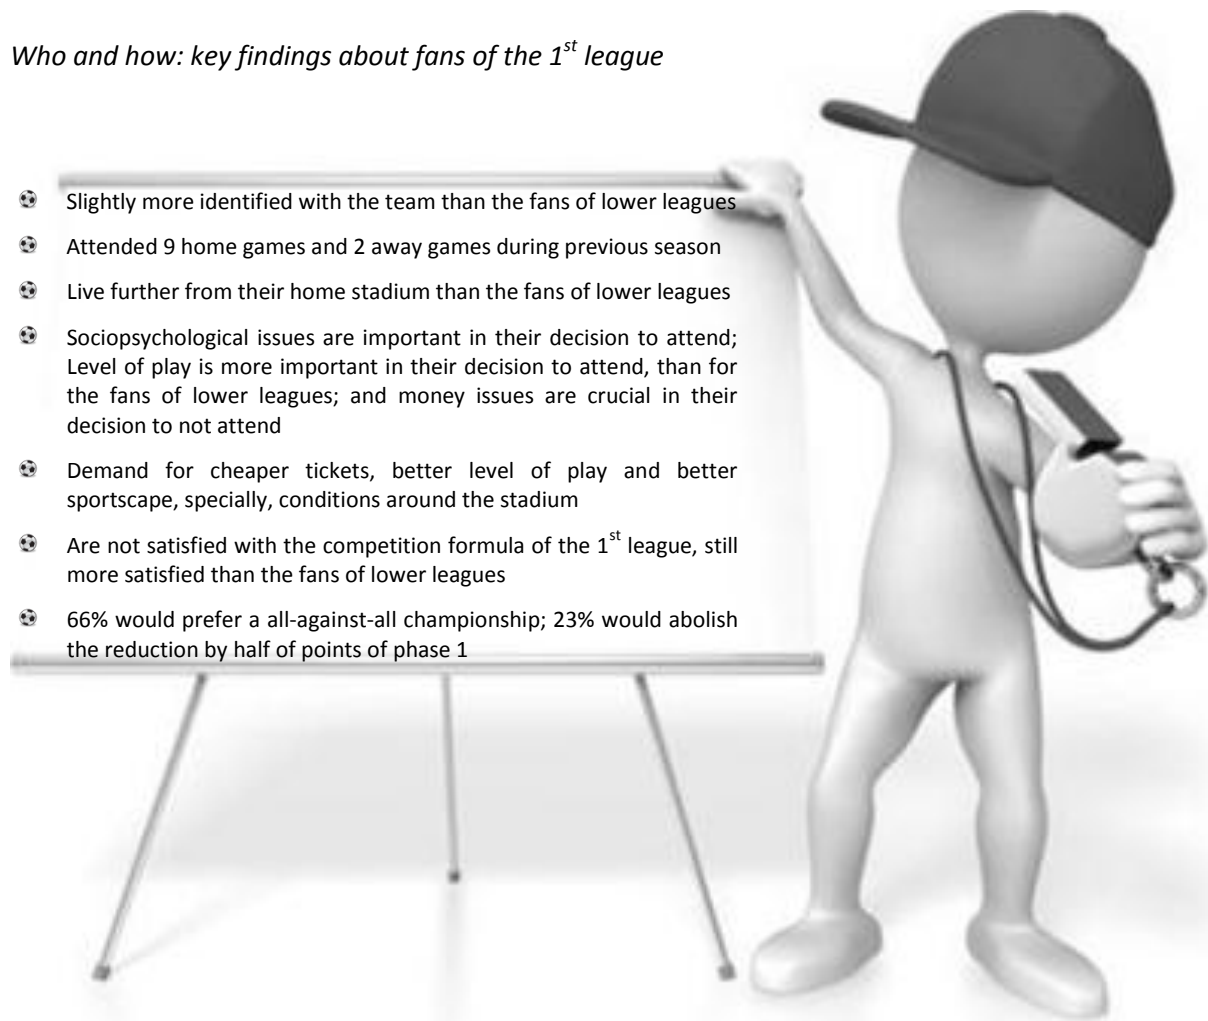 Who and how: key findings about fans of the 1st league
Slightly more identified with the team than the fans of lower leagues
Attended 9 home games and 2 away games during previous season
Live further from their home stadium than the fans of lower leagues
Sociopsychological issues are important in their decision to attend;
Level of play is more important in their decision to attend, than for
the fans of lower leagues; and money issues are crucial in their
decision to not attend
Demand for cheaper tickets, better level of play and better
sportscape, specially, conditions around the stadium
Are not satisfied with the competition formula of the 1st league, still
more satisfied than the fans of lower leagues
66% would prefer a all-against-all championship; 23% would abolish
the reduction by half of points of phase 1